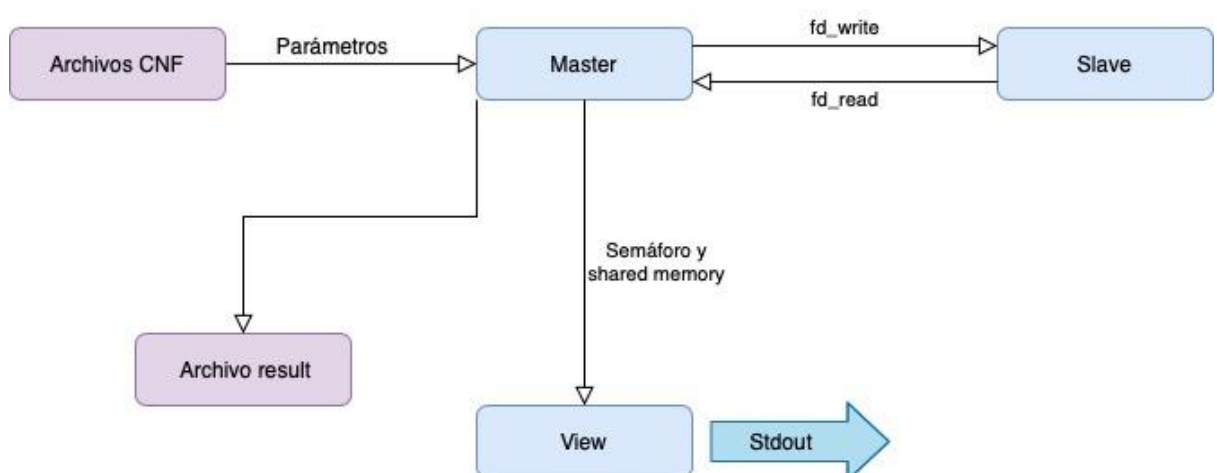 fd_write
Archivos CNF
Parámetros
Master
Slave
fd_read
Semáforo y
shared memory
Archivo result
View
Stdout